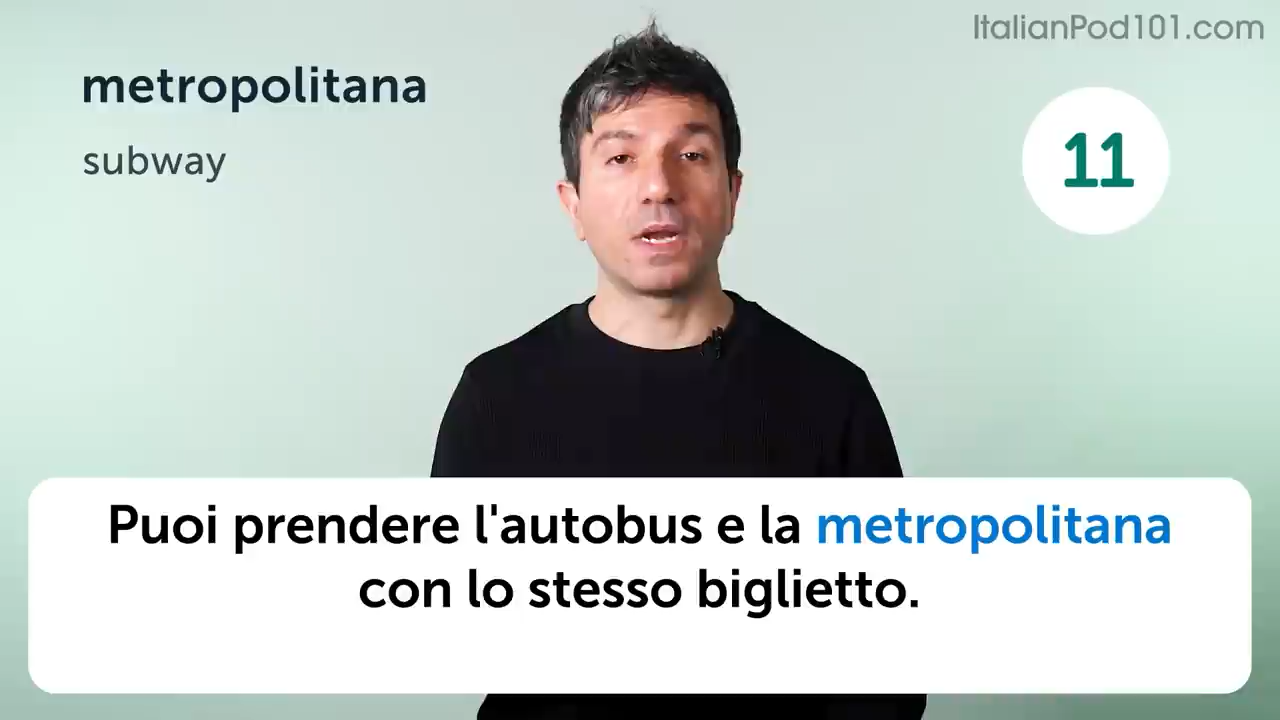 ItalianPod101.com
metropolitana
subway
11
Puoi prendere l'autobus e la metropolitana
con lo stesso biglietto.